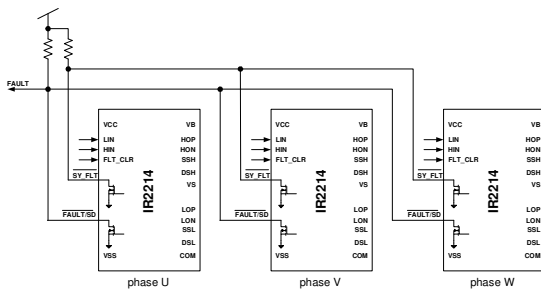 FAULT
VCC
VB
LIN
HOP
HIN
HON
FLT_CLR
SSH
DSH
SY_FLT
VS
IR2214
LOP
FAULT/SD
LON
SSL
DSL
VSS
COM
phase U
VCC
VB
LIN
HOP
HIN
HON
FLT_CLR
SSH
DSH
SY_FLT
VS
IR2214
LOP
FAULT/SD
LON
SSL
DSL
VSS
COM
phase V
VCC
VB
LIN
HOP
HIN
HON
FLT_CLR
SSH
DSH
SY_FLT
VS
IR2214
LOP
FAULT/SD
LON
SSL
DSL
VSS
COM
phase W